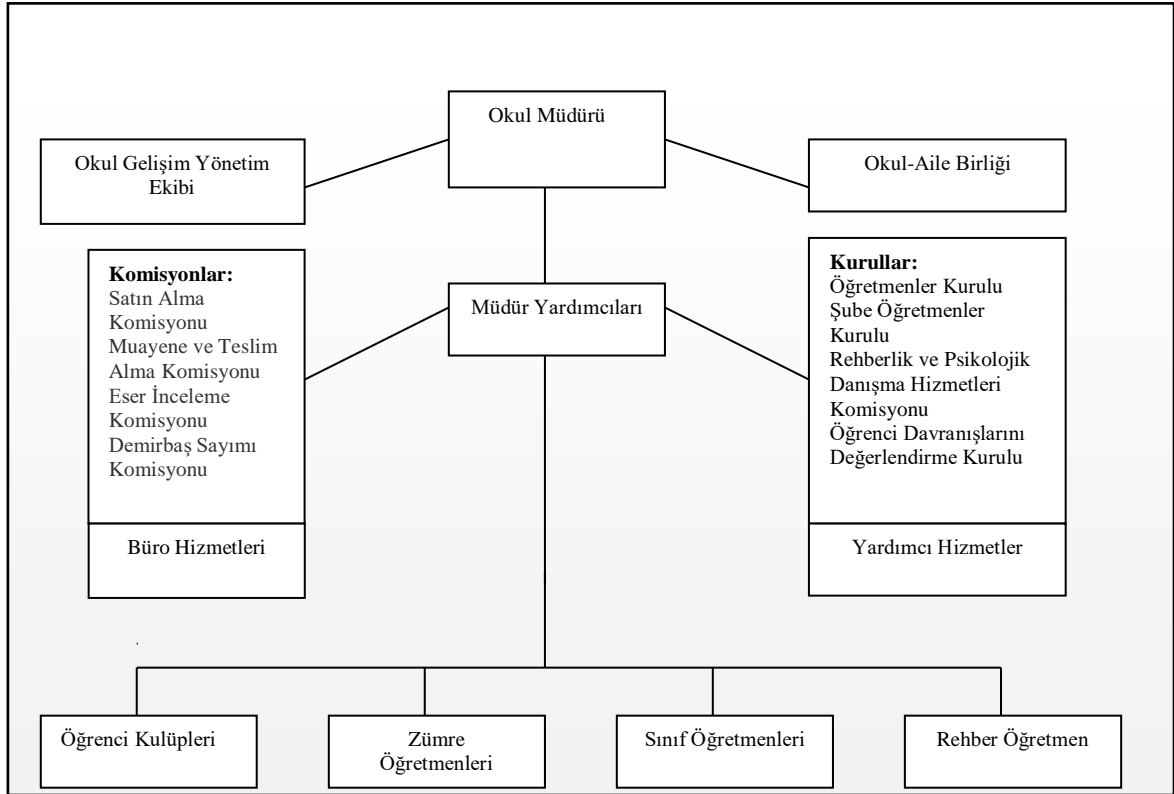 Okul Müdürü
Okul Gelişim Yönetim
Ekibi
Okul-Aile Birliği
Komisyonlar:
Satın Alma
Komisyonu
Muayene ve Teslim
Alma Komisyonu
Eser İnceleme
Komisyonu
Demirbaş Sayımı
Komisyonu
Müdür Yardımcıları
Kurullar:
Öğretmenler Kurulu
Şube Öğretmenler
Kurulu
Rehberlik ve Psikolojik
Danışma Hizmetleri
Komisyonu
Öğrenci Davranışlarını
Değerlendirme Kurulu
Büro Hizmetleri
Yardımcı Hizmetler
Öğrenci Kulüpleri
Zümre
Öğretmenleri
Sınıf Öğretmenleri
Rehber Öğretmen